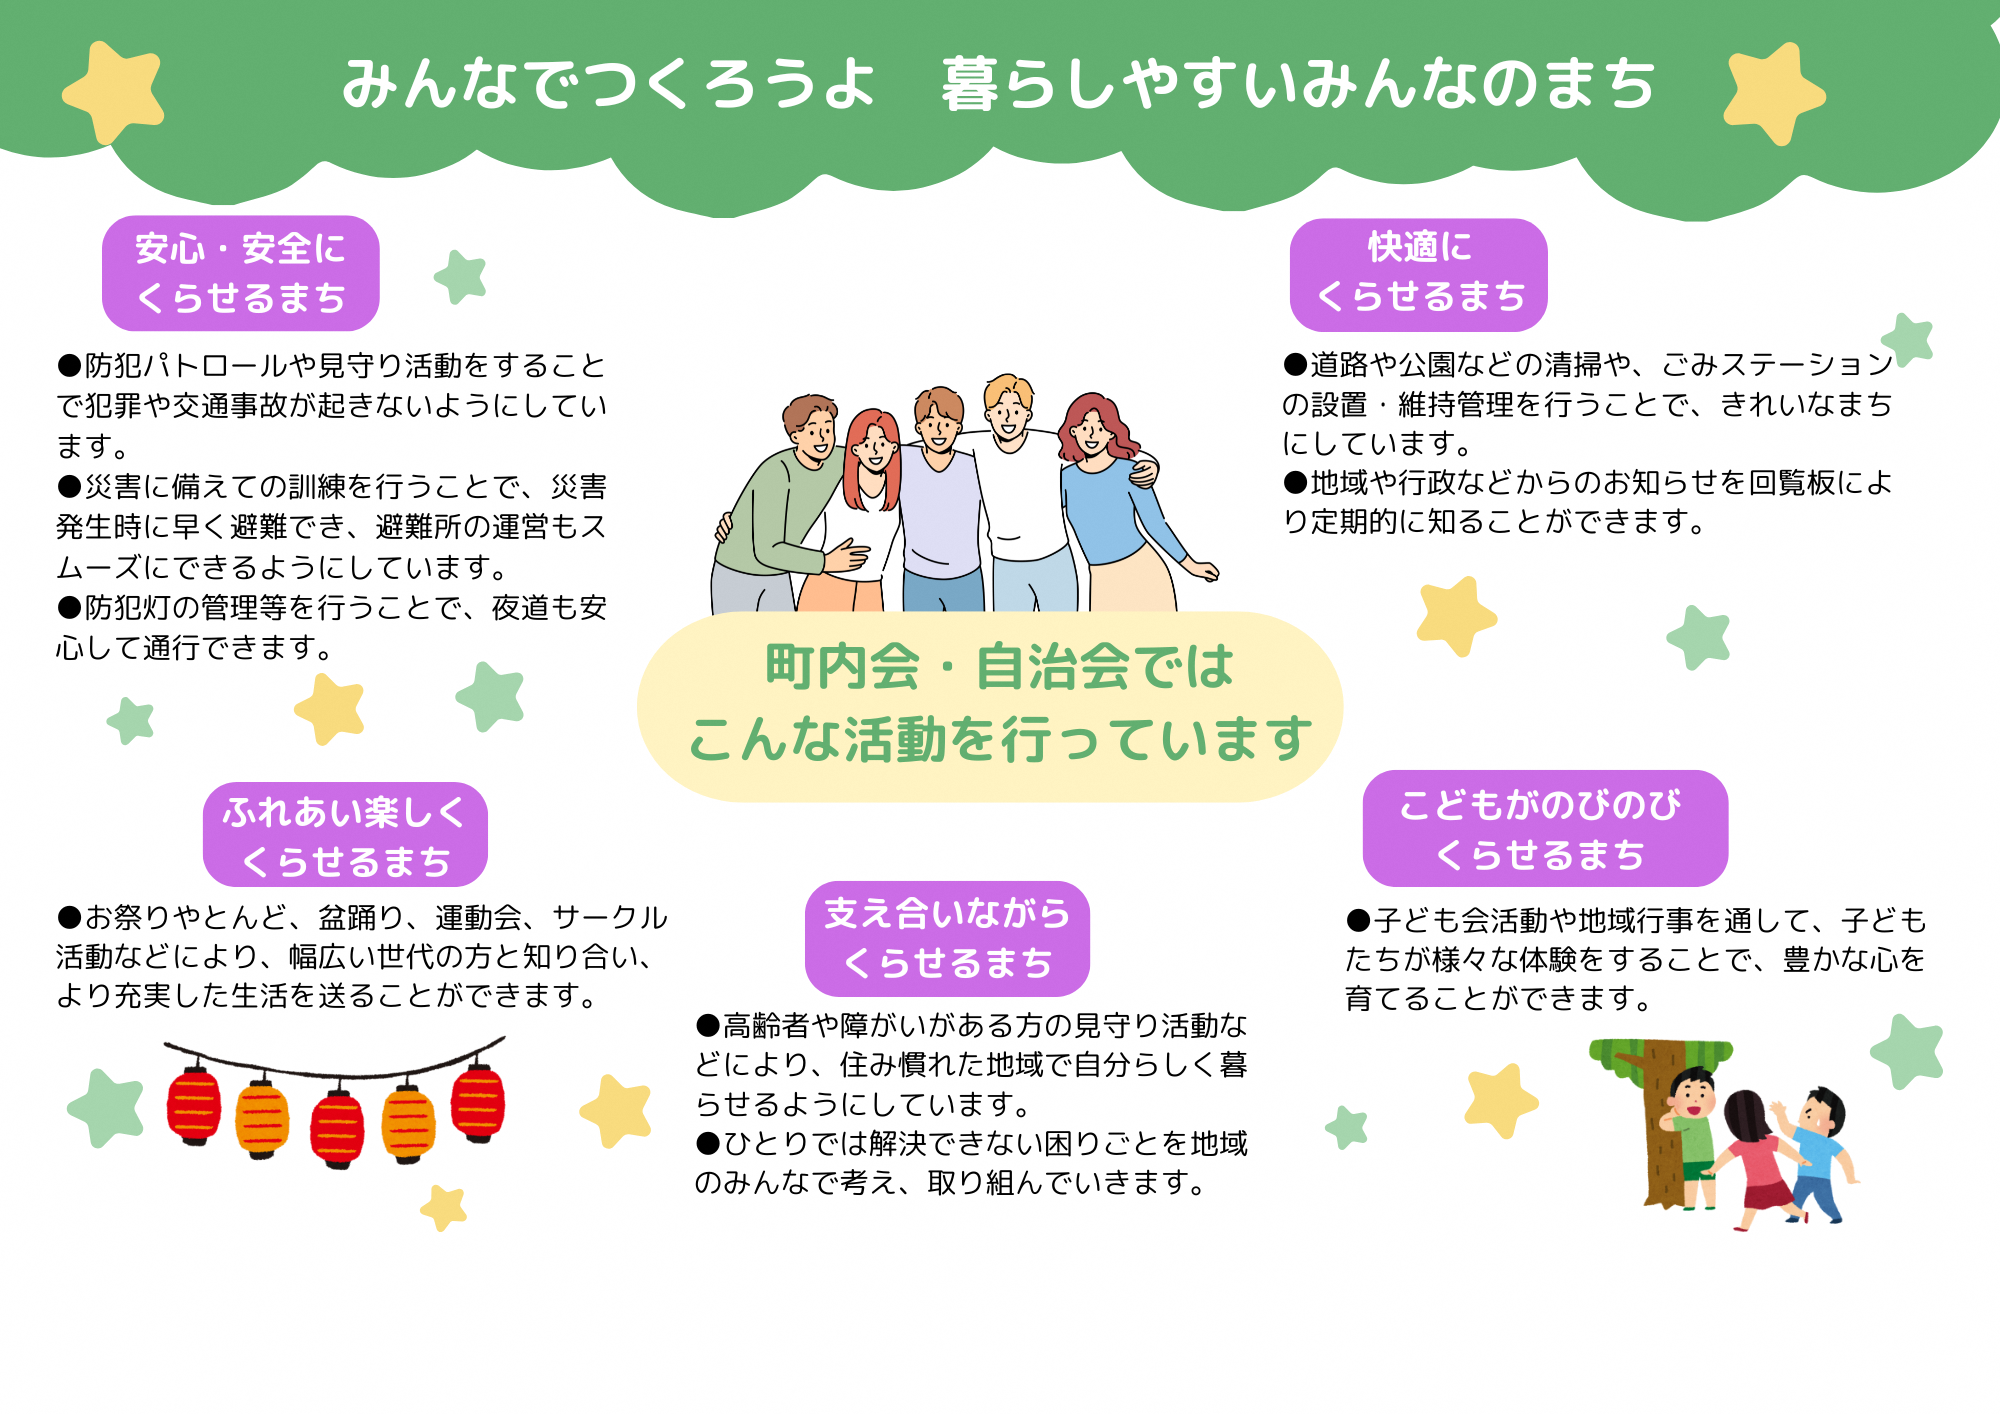 みんなでつくろうよ　暮らしやすいみんなのまち
安心・安全に
くらせるまち
●防犯パトロールや見守り活動をすること
で犯罪や交通事故が起きないようにしてい
ます。
●災害に備えての訓練を行うことで、災害
発生時に早く避難でき、避難所の運営もス
ムーズにできるようにしています。
●防犯灯の管理等を行うことで、夜道も安
心して通行できます。
快適に
くらせるまち
●道路や公園などの清掃や、ごみステーション
の設置・維持管理を行うことで、きれいなまち
にしています。
●地域や行政などからのお知らせを回覧板によ
り定期的に知ることができます。
町内会・自治会では
こんな活動を行っています
ふれあい楽しく
くらせるまち
●お祭りやとんど、盆踊り、運動会、サークル
活動などにより、幅広い世代の方と知り合い、
より充実した生活を送ることができます。
支え合いながら
くらせるまち
●高齢者や障がいがある方の見守り活動な
どにより、住み慣れた地域で自分らしく暮
らせるようにしています。
●ひとりでは解決できない困りごとを地域
のみんなで考え、取り組んでいきます。
こどもがのびのび
くらせるまち
●子ども会活動や地域行事を通して、子ども
たちが様々な体験をすることで、豊かな心を
育てることができます。